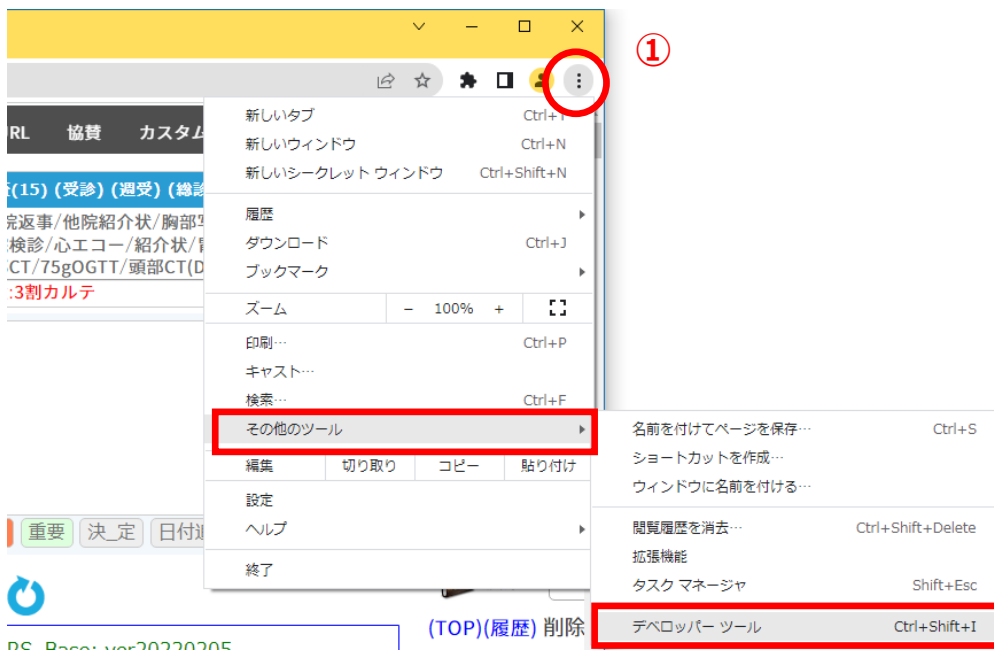 ①
RL 協賛 カスタム
(15) (受診) (週受) (総診
院返事/他院紹介状/胸部写
検診/心エコー/紹介状/胃
CT/75gOGTT/頭部CT(D
:3割カルテ
新しいタブ Ctrl+T
新しいウィンドウ Ctrl+N
新しいシークレット ウィンドウ Ctrl+Shift+N
履歴
ダウンロード Ctrl+J
ブックマーク
ズーム − 100% +
印刷… Ctrl+P
キャスト…
検索… Ctrl+F
その他のツール
編集 切り取り コピー 貼り付け
設定
ヘルプ
終了
名前を付けてページを保存… Ctrl+S
ショートカットを作成…
ウィンドウに名前を付ける…
閲覧履歴を消去… Ctrl+Shift+Delete
拡張機能
タスク マネージャ Shift+Esc
デベロッパー ツール Ctrl+Shift+I
重要 決_定 日付追
(TOP)(履歴) 削除
RS_Base: ver20220205